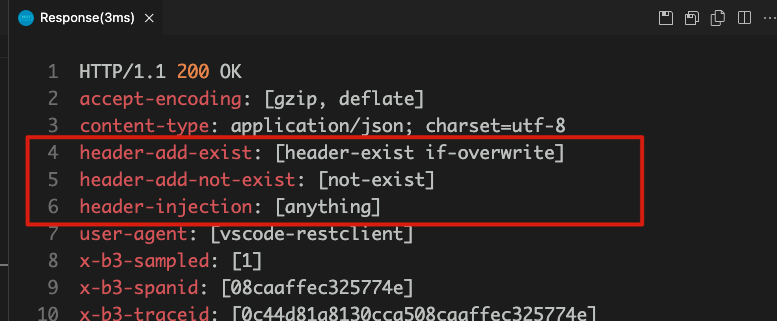 Response(3ms)
1 HTTP/1.1 200 OK
2 accept-encoding: [gzip, deflate]
3 content-type: application/json; charset=utf-8
4 header-add-exist: [header-exist if-overwrite]
5 header-add-not-exist: [not-exist]
6 header-injection: [anything]
7 user-agent: [vscode-restclient]
8 x-b3-sampled: [1]
9 x-b3-spanid: [08caaffec325774e]
10 x-b3-traceid: [0c44d81a8130cca508caaffec325774e]